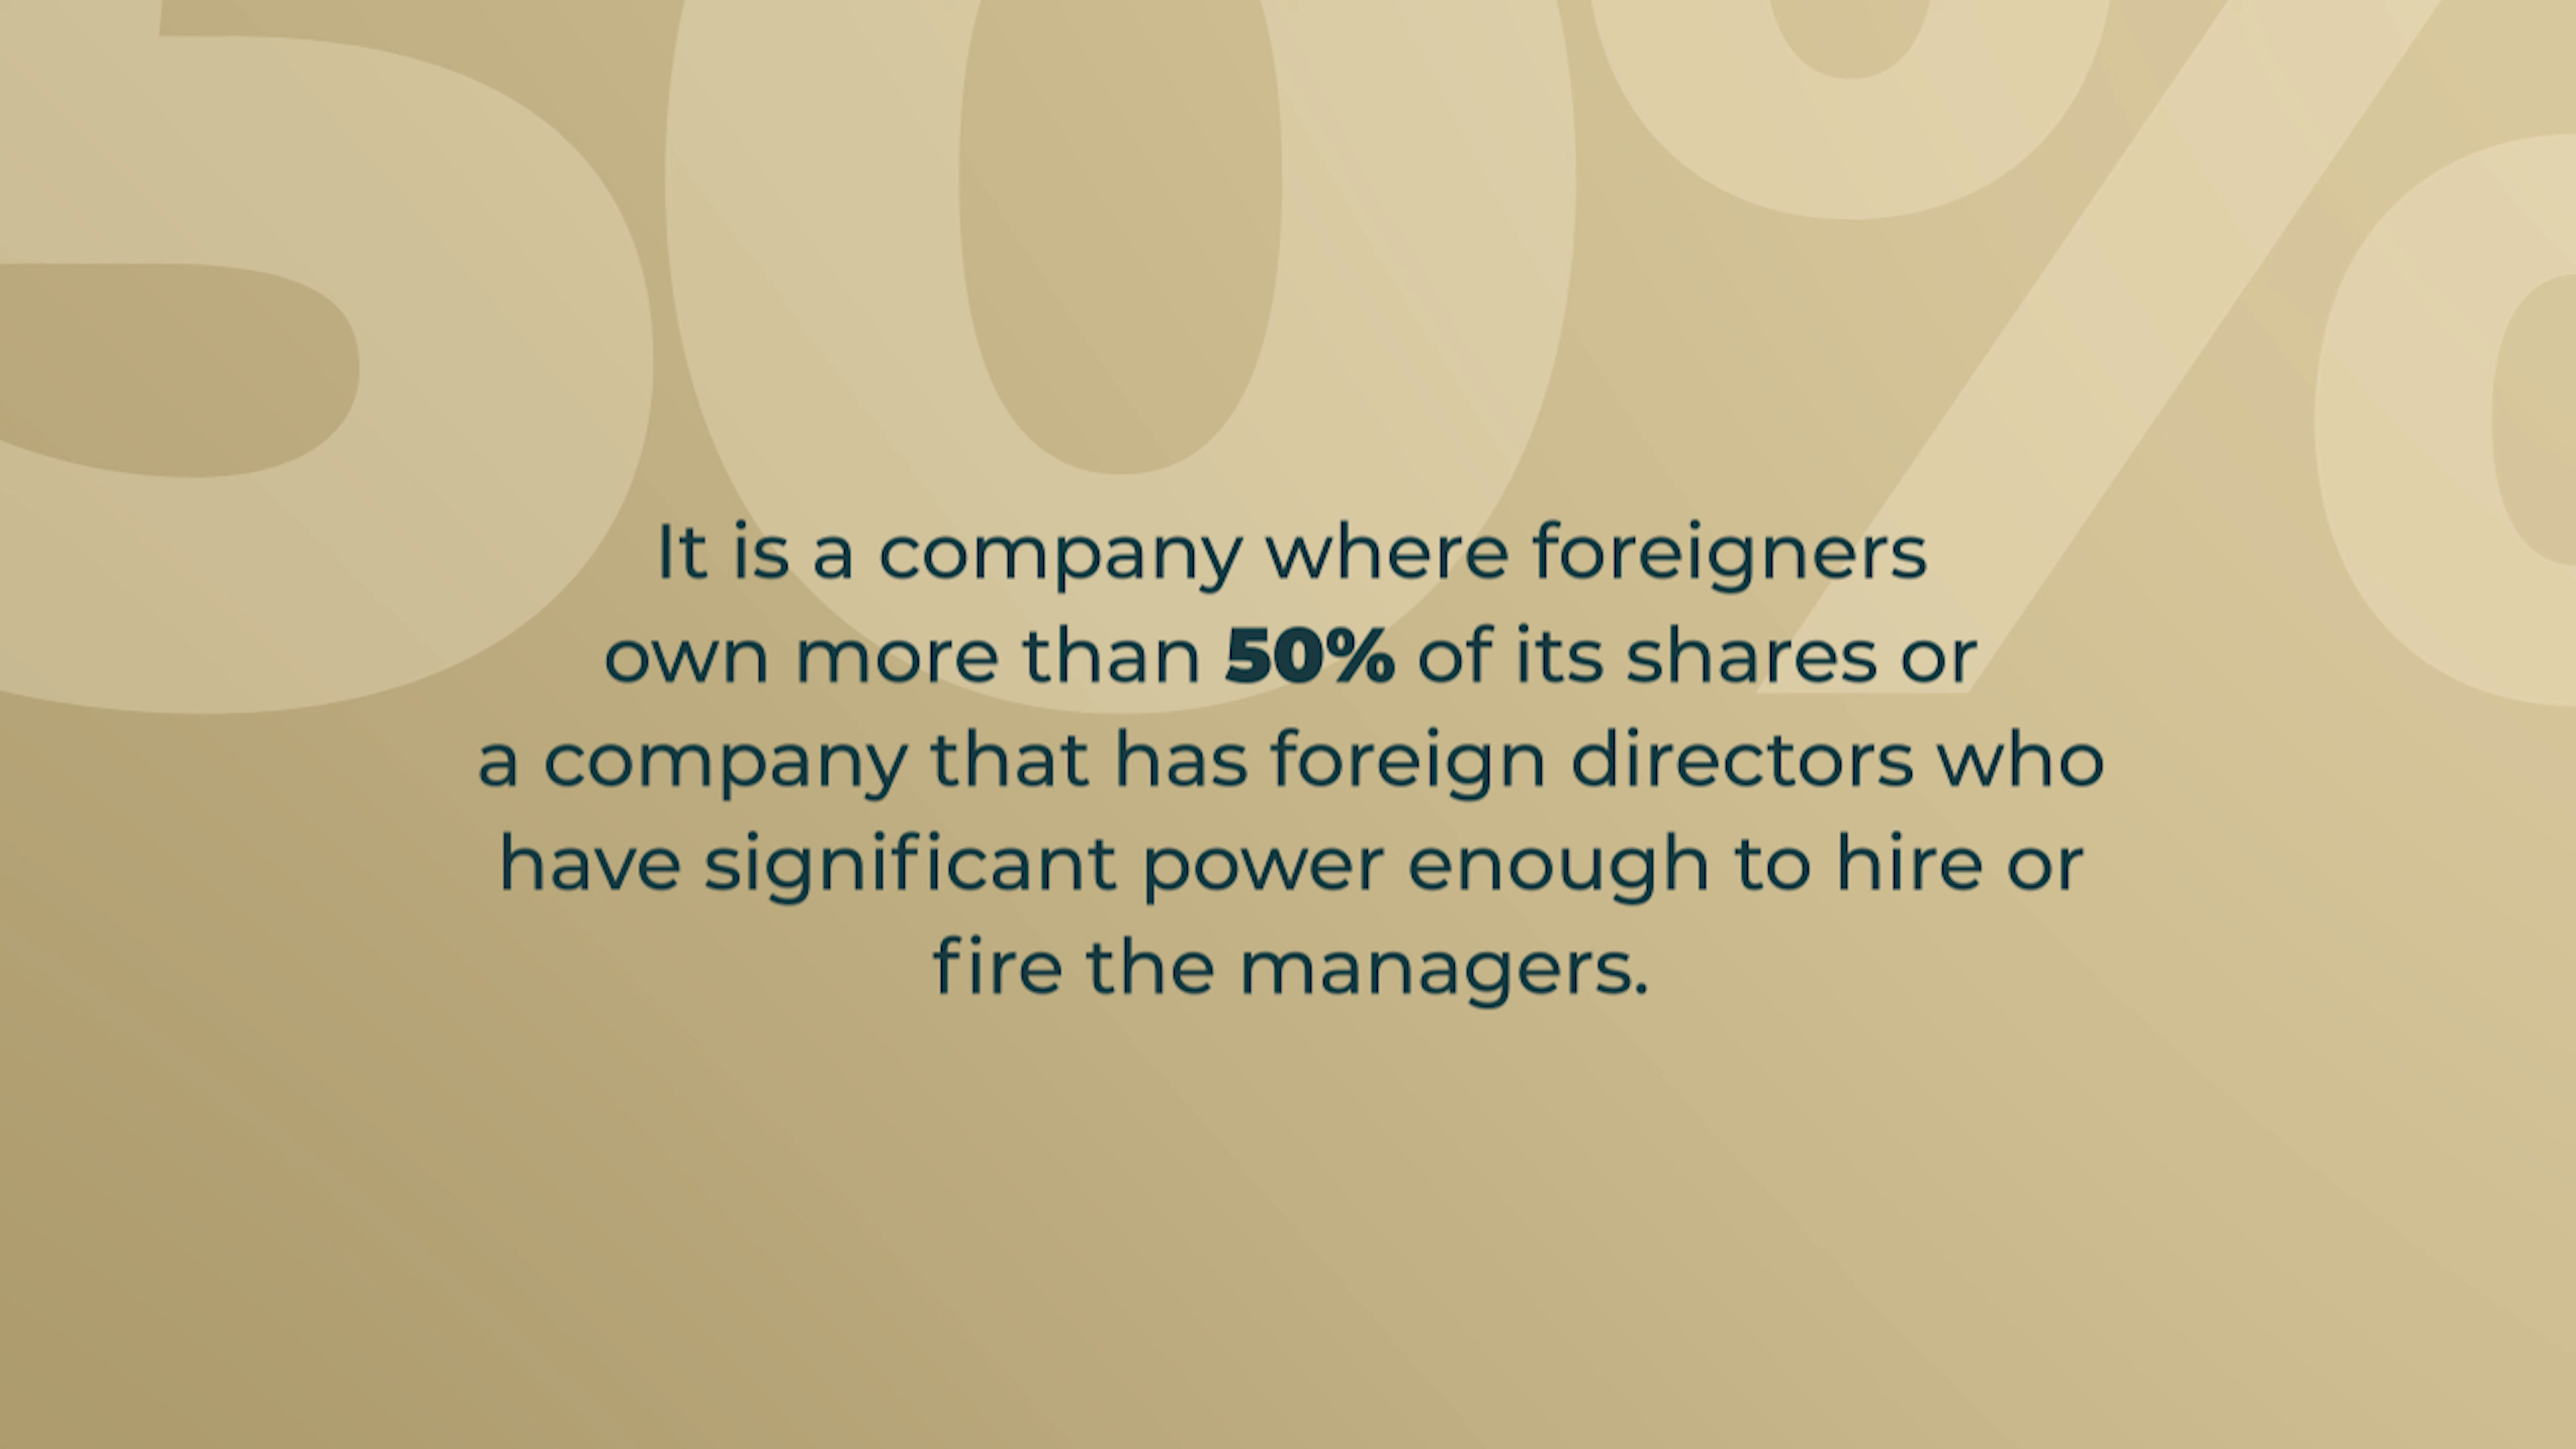 50%
It is a company where foreigners
own more than 50% of its shares or
a company that has foreign directors who
have significant power enough to hire or
fire the managers.